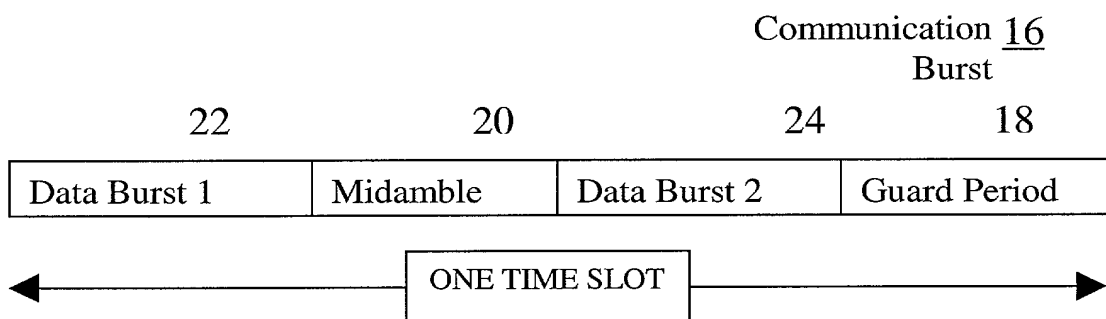 Communication 16
Burst
22 20 24 18
Data Burst 1 Midamble Data Burst 2 Guard Period
ONE TIME SLOT